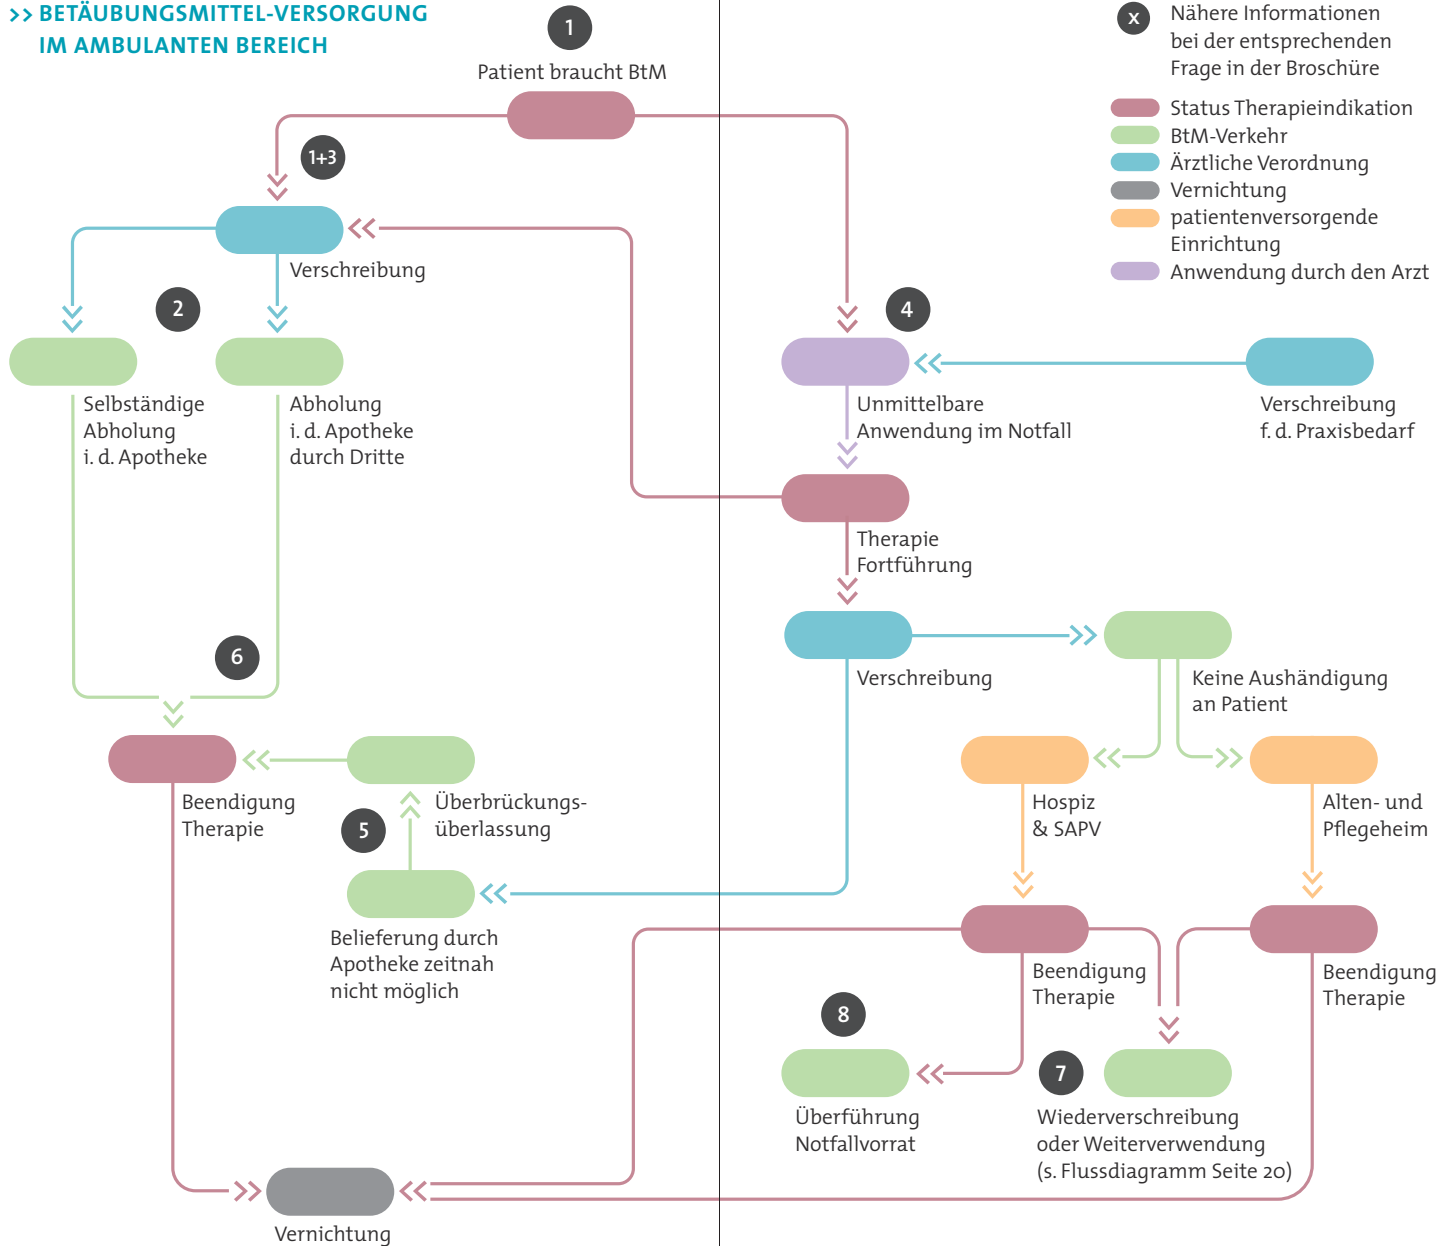 >> BETÄUBUNGSMITTEL-VERSORGUNG
IM AMBULANTEN BEREICH
1
Patient braucht BtM
x
Nähere Informationen
bei der entsprechenden
Frage in der Broschüre
Status Therapieindikation
BtM-Verkehr
Ärztliche Verordnung
Vernichtung
patientenversorgende
Einrichtung
Anwendung durch den Arzt
1+3
Verschreibung
2
4
Selbständige
Abholung
i. d. Apotheke
Abholung
i. d. Apotheke
durch Dritte
Unmittelbare
Anwendung im Notfall
Verschreibung
f. d. Praxisbedarf
Therapie
Fortführung
6
Verschreibung
Keine Aushändigung
an Patient
Beendigung
Therapie
5
Überbrückungs-
überlassung
Hospiz
& SAPV
Alten- und
Pflegeheim
Belieferung durch
Apotheke zeitnah
nicht möglich
Beendigung
Therapie
Beendigung
Therapie
8
7
Überführung
Notfallvorrat
Wiederverschreibung
oder Weiterverwendung
(s. Flussdiagramm Seite 20)
Vernichtung